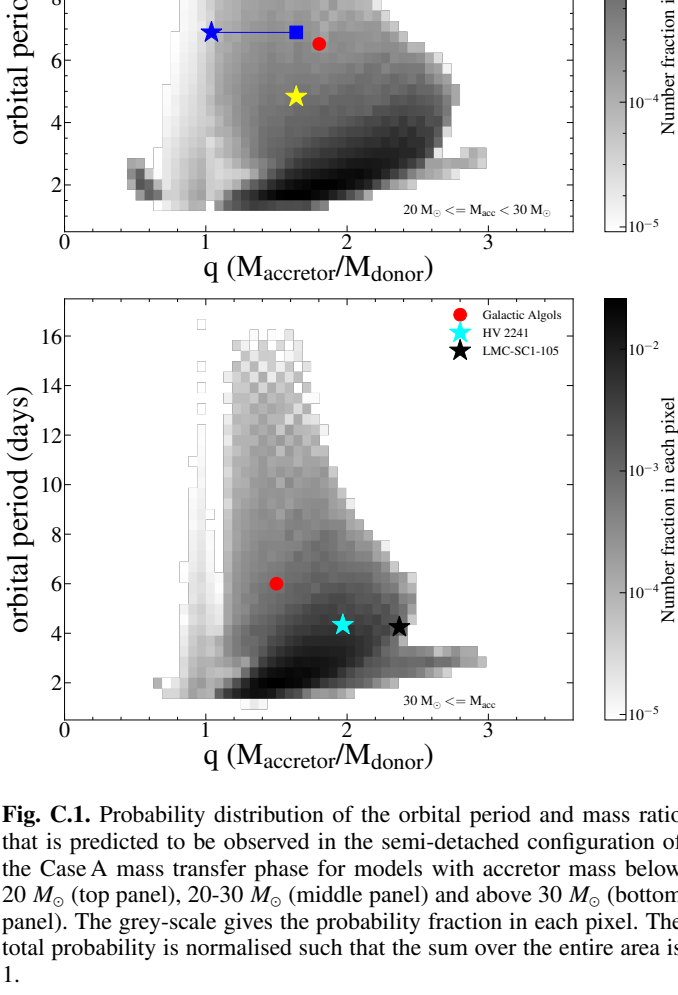 8
6
4
2
orbital perio
20 M☉ <= Macc < 30 M☉
0 1 2 3
q (Maccretor/Mdonor)
10−4
10−5
Number fraction i
Galactic Algols
HV 2241
LMC-SC1-105
16
14
12
10
8
6
4
2
orbital period (days)
30 M☉ <= Macc
0 1 2 3
q (Maccretor/Mdonor)
10−2
10−3
10−4
10−5
Number fraction in each pixel
Fig. C.1. Probability distribution of the orbital period and mass ratio
that is predicted to be observed in the semi-detached configuration of
the Case A mass transfer phase for models with accretor mass below
20 M☉ (top panel), 20-30 M☉ (middle panel) and above 30 M☉ (bottom
panel). The grey-scale gives the probability fraction in each pixel. The
total probability is normalised such that the sum over the entire area is
1.